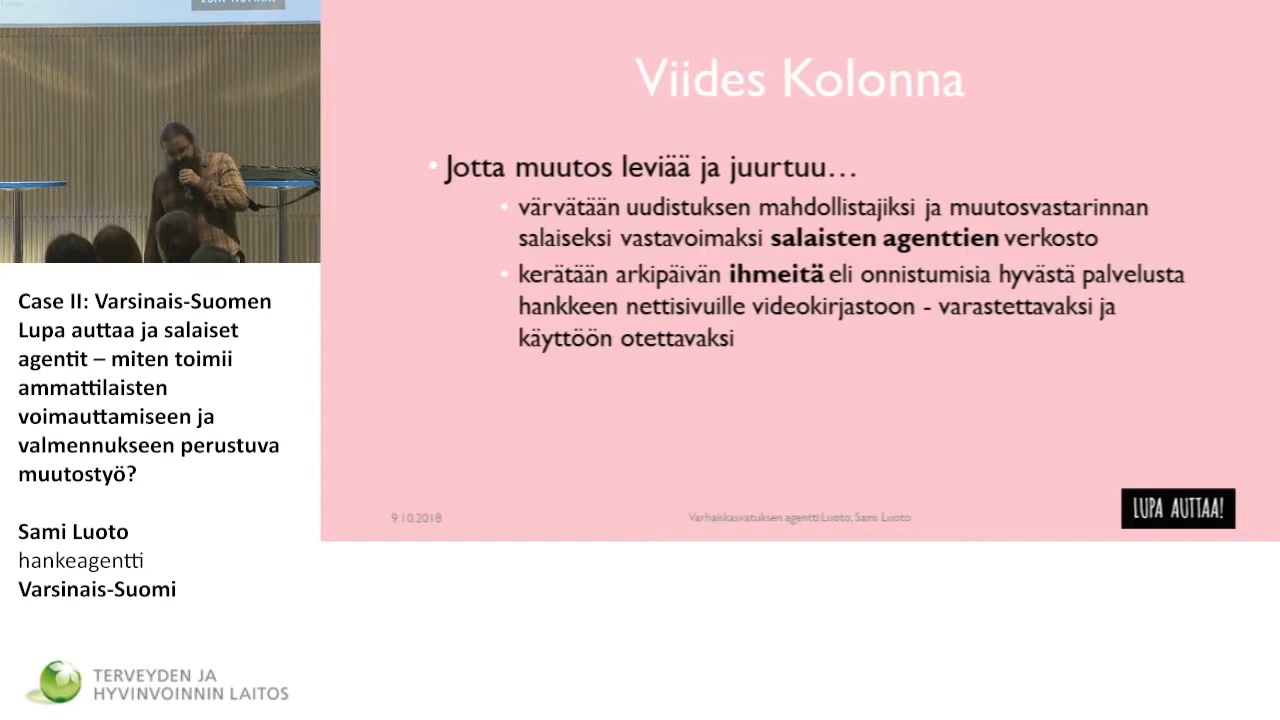 LUPA AUTTAA!
Viides Kolonna
Jotta muutos leviää ja juurtuu…
värvätään uudistuksen mahdollistajiksi ja muutosvastarinnan
salaiseksi vastavoimaksi salaisten agenttien verkosto
kerätään arkipäivän ihmeitä eli onnistumisia hyvästä palvelusta
hankkeen nettisivuille videokirjastoon - varastettavaksi ja
käyttöön otettavaksi
9.10.2018
Varhaiskasvatuksen agentti Luoto, Sami Luoto
LUPA AUTTAA!
Case II: Varsinais-Suomen
Lupa auttaa ja salaiset
agentit – miten toimii
ammattilaisten
voimauttamiseen ja
valmennukseen perustuva
muutostyö?
Sami Luoto
hankeagentti
Varsinais-Suomi
TERVEYDEN JA
HYVINVOINNIN LAITOS